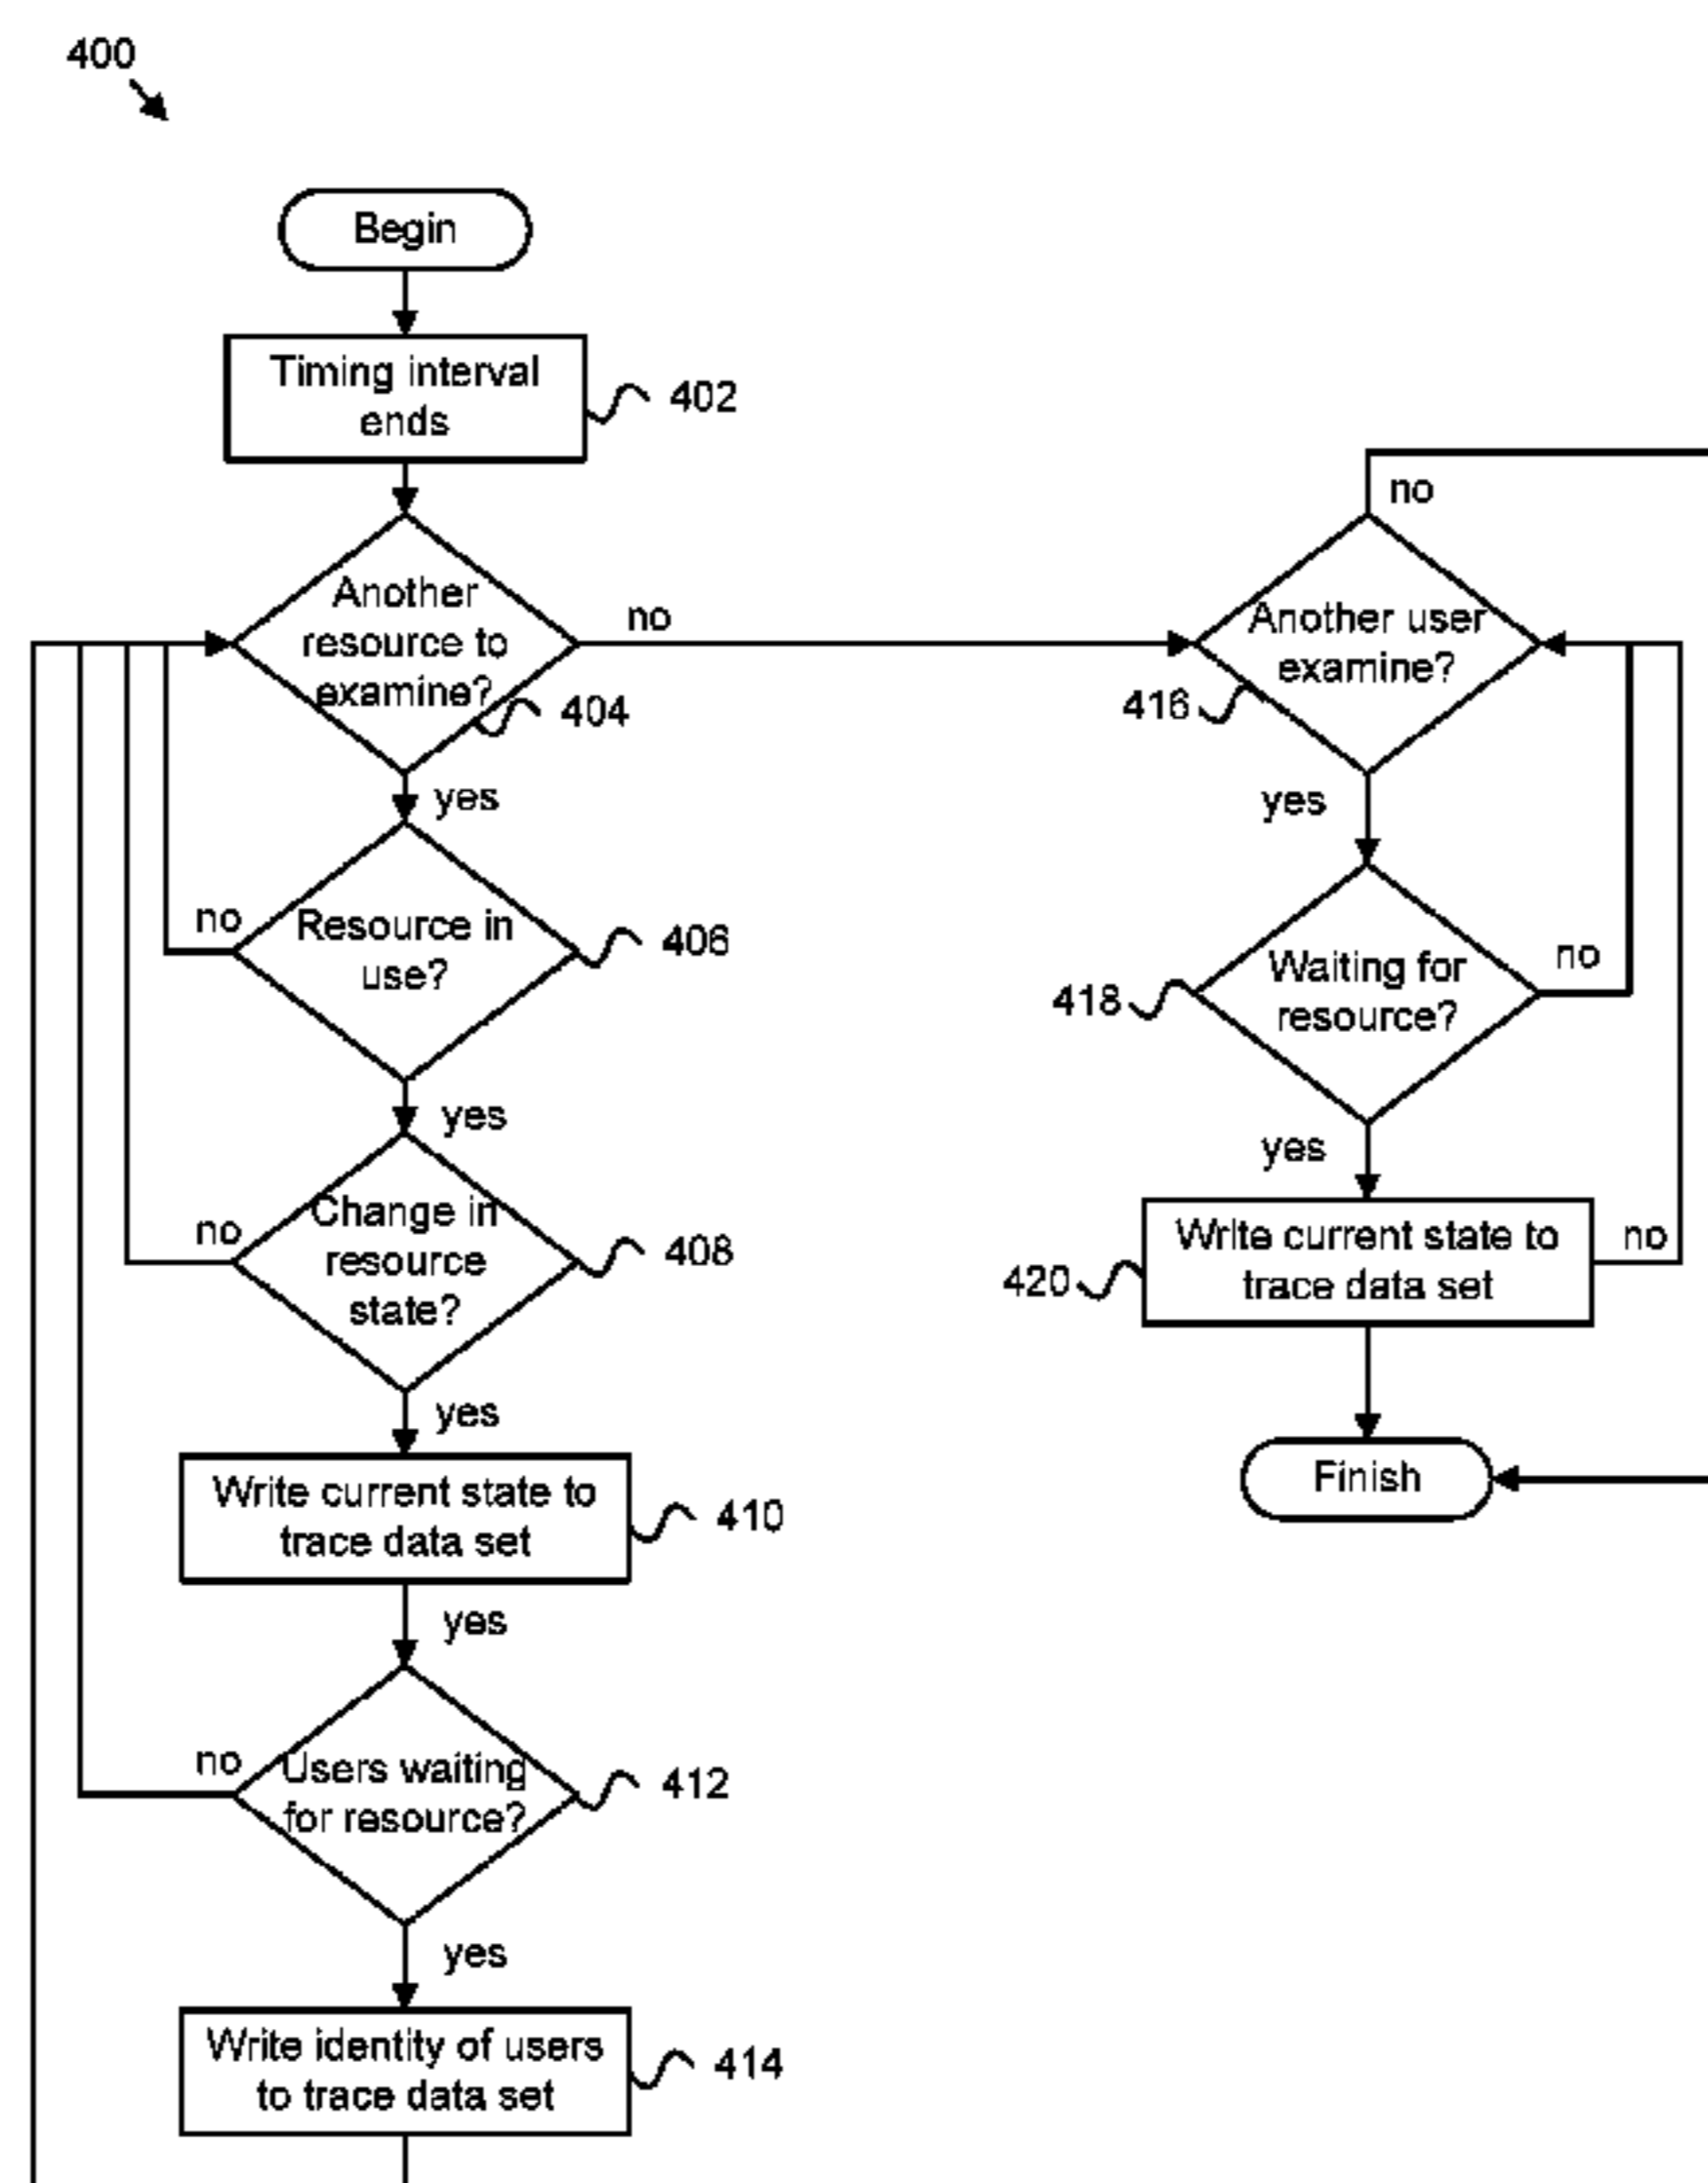 400
Begin
Timing interval
ends
402
Another
resource to
examine?
404
no
yes
Resource in
use?
406
no
yes
Change in
resource
state?
408
no
yes
Write current state to
trace data set
410
yes
Users waiting
for resource?
412
no
yes
Write identity of users
to trace data set
414
no
Another user
examine?
416
yes
Waiting for
resource?
418
no
yes
Write current state to
trace data set
420
no
Finish